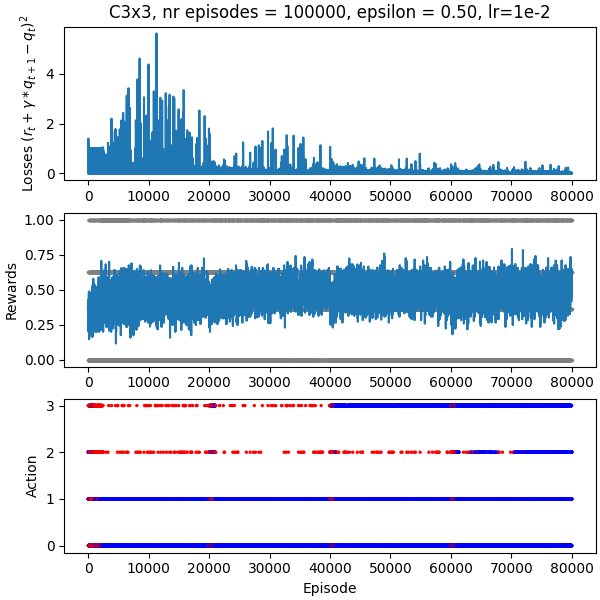 C3x3, nr episodes = 100000, epsilon = 0.50, lr=1e-2
Losses (r_t + γ * q_{t+1} − q_t)^2
4
2
0
0 10000 20000 30000 40000 50000 60000 70000 80000
Rewards
1.00
0.75
0.50
0.25
0.00
0 10000 20000 30000 40000 50000 60000 70000 80000
Action
3
2
1
0
0 10000 20000 30000 40000 50000 60000 70000 80000
Episode